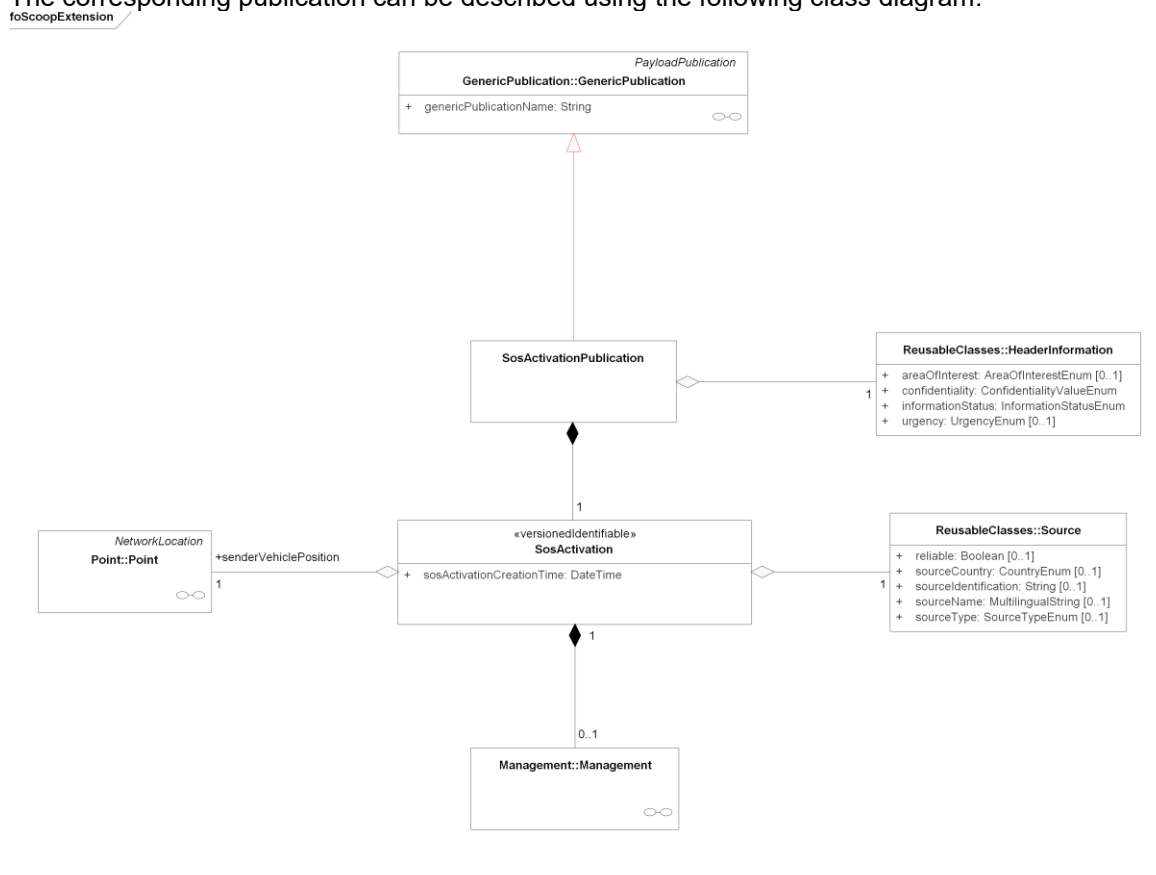 The corresponding publication can be described using the following class diagram.
foScoopExtension
PayloadPublication
GenericPublication::GenericPublication
+ genericPublicationName: String
SosActivationPublication
ReusableClasses::HeaderInformation
+ areaOfInterest: AreaOfInterestEnum [0..1]
+ confidentiality: ConfidentialityValueEnum
+ informationStatus: InformationStatusEnum
+ urgency: UrgencyEnum [0..1]
1
1
«versionedIdentifiable»
SosActivation
+ sosActivationCreationTime: DateTime
NetworkLocation
Point::Point
+senderVehiclePosition
1
ReusableClasses::Source
+ reliable: Boolean [0..1]
+ sourceCountry: CountryEnum [0..1]
+ sourceIdentification: String [0..1]
+ sourceName: MultilingualString [0..1]
+ sourceType: SourceTypeEnum [0..1]
1
1
0..1
Management::Management